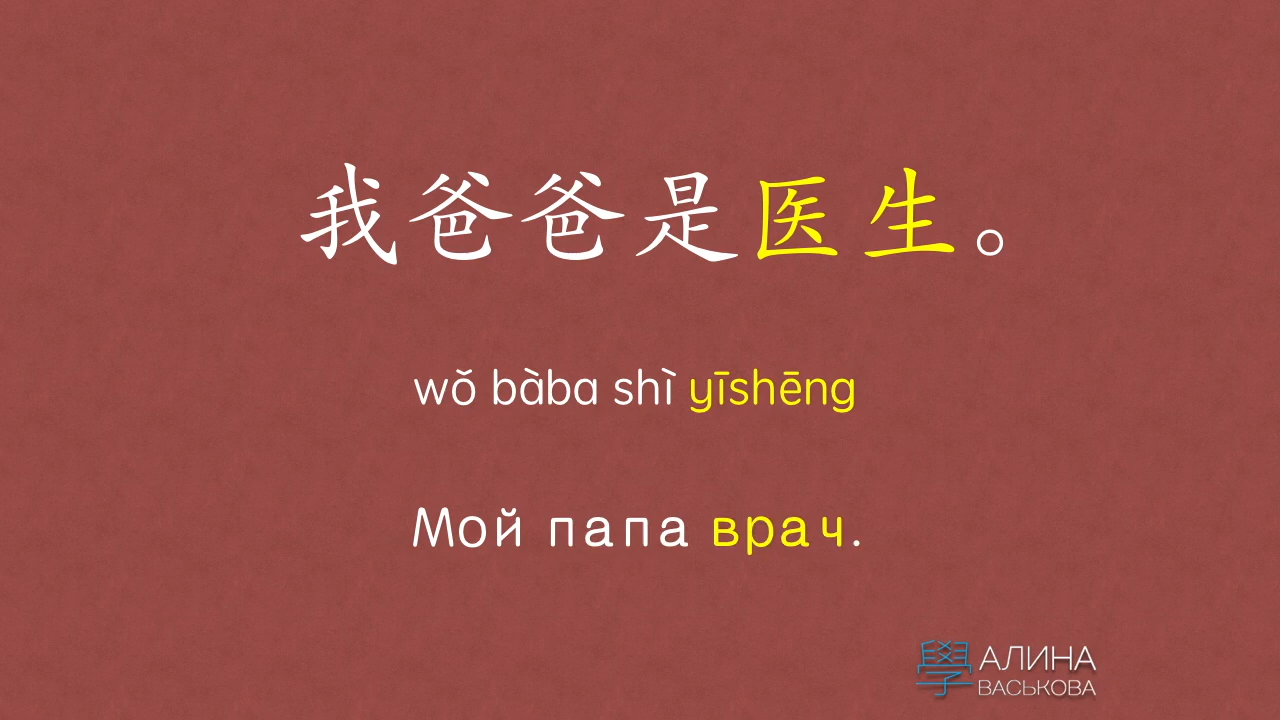 我爸爸是医生。
wǒ bàba shì yīshēng
Мой папа врач.
學 АЛИНА
ВАСЬКОВА